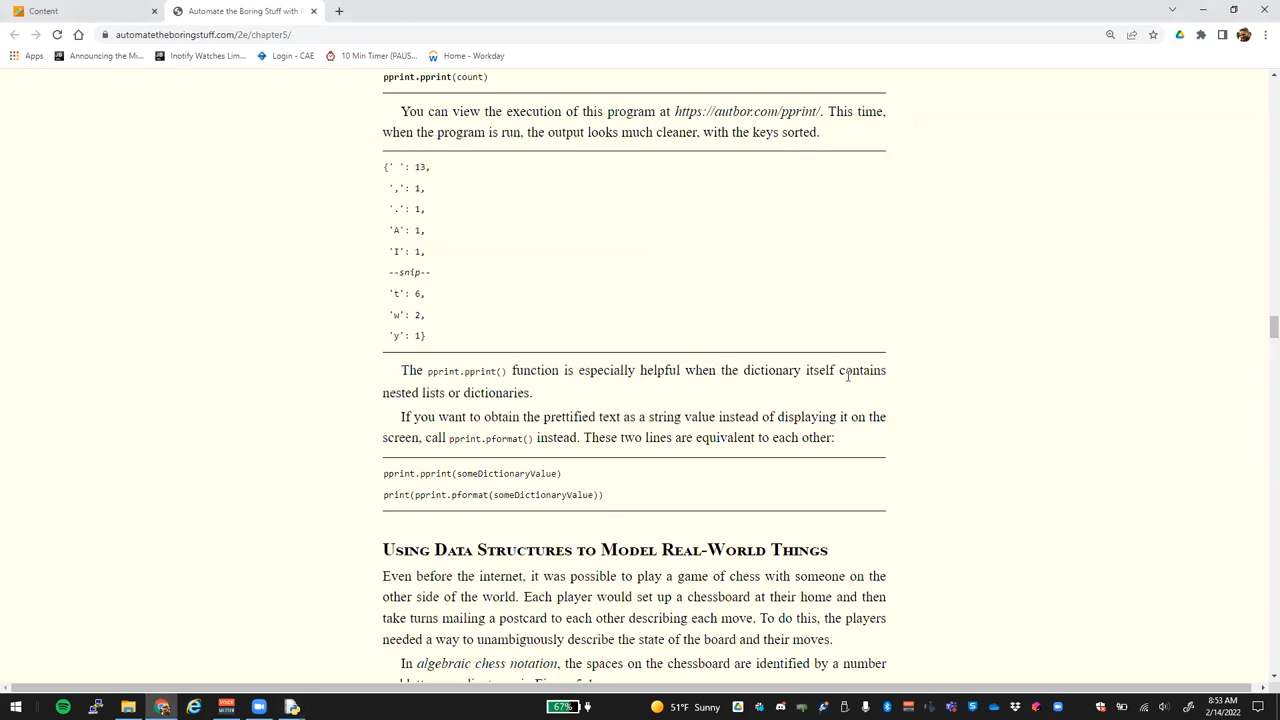 Content
Automate the Boring Stuff with P
automatetheboringstuff.com/2e/chapter5/
Apps
Announcing the Mi...
Inotify Watches Lim...
Login - CAE
10 Min Timer (PAUS...
Home - Workday
pprint.pprint(count)
You can view the execution of this program at https://autbor.com/pprint/. This time,
when the program is run, the output looks much cleaner, with the keys sorted.
{' ': 13,
',': 1,
'.': 1,
'A': 1,
'I': 1,
--snip--
't': 6,
'w': 2,
'y': 1}
The pprint.pprint() function is especially helpful when the dictionary itself contains
nested lists or dictionaries.
If you want to obtain the prettified text as a string value instead of displaying it on the
screen, call pprint.pformat() instead. These two lines are equivalent to each other:
pprint.pprint(someDictionaryValue)
print(pprint.pformat(someDictionaryValue))
Using Data Structures to Model Real-World Things
Even before the internet, it was possible to play a game of chess with someone on the
other side of the world. Each player would set up a chessboard at their home and then
take turns mailing a postcard to each other describing each move. To do this, the players
needed a way to unambiguously describe the state of the board and their moves.
In algebraic chess notation, the spaces on the chessboard are identified by a number
67%
51°F Sunny
8:53 AM
2/14/2022